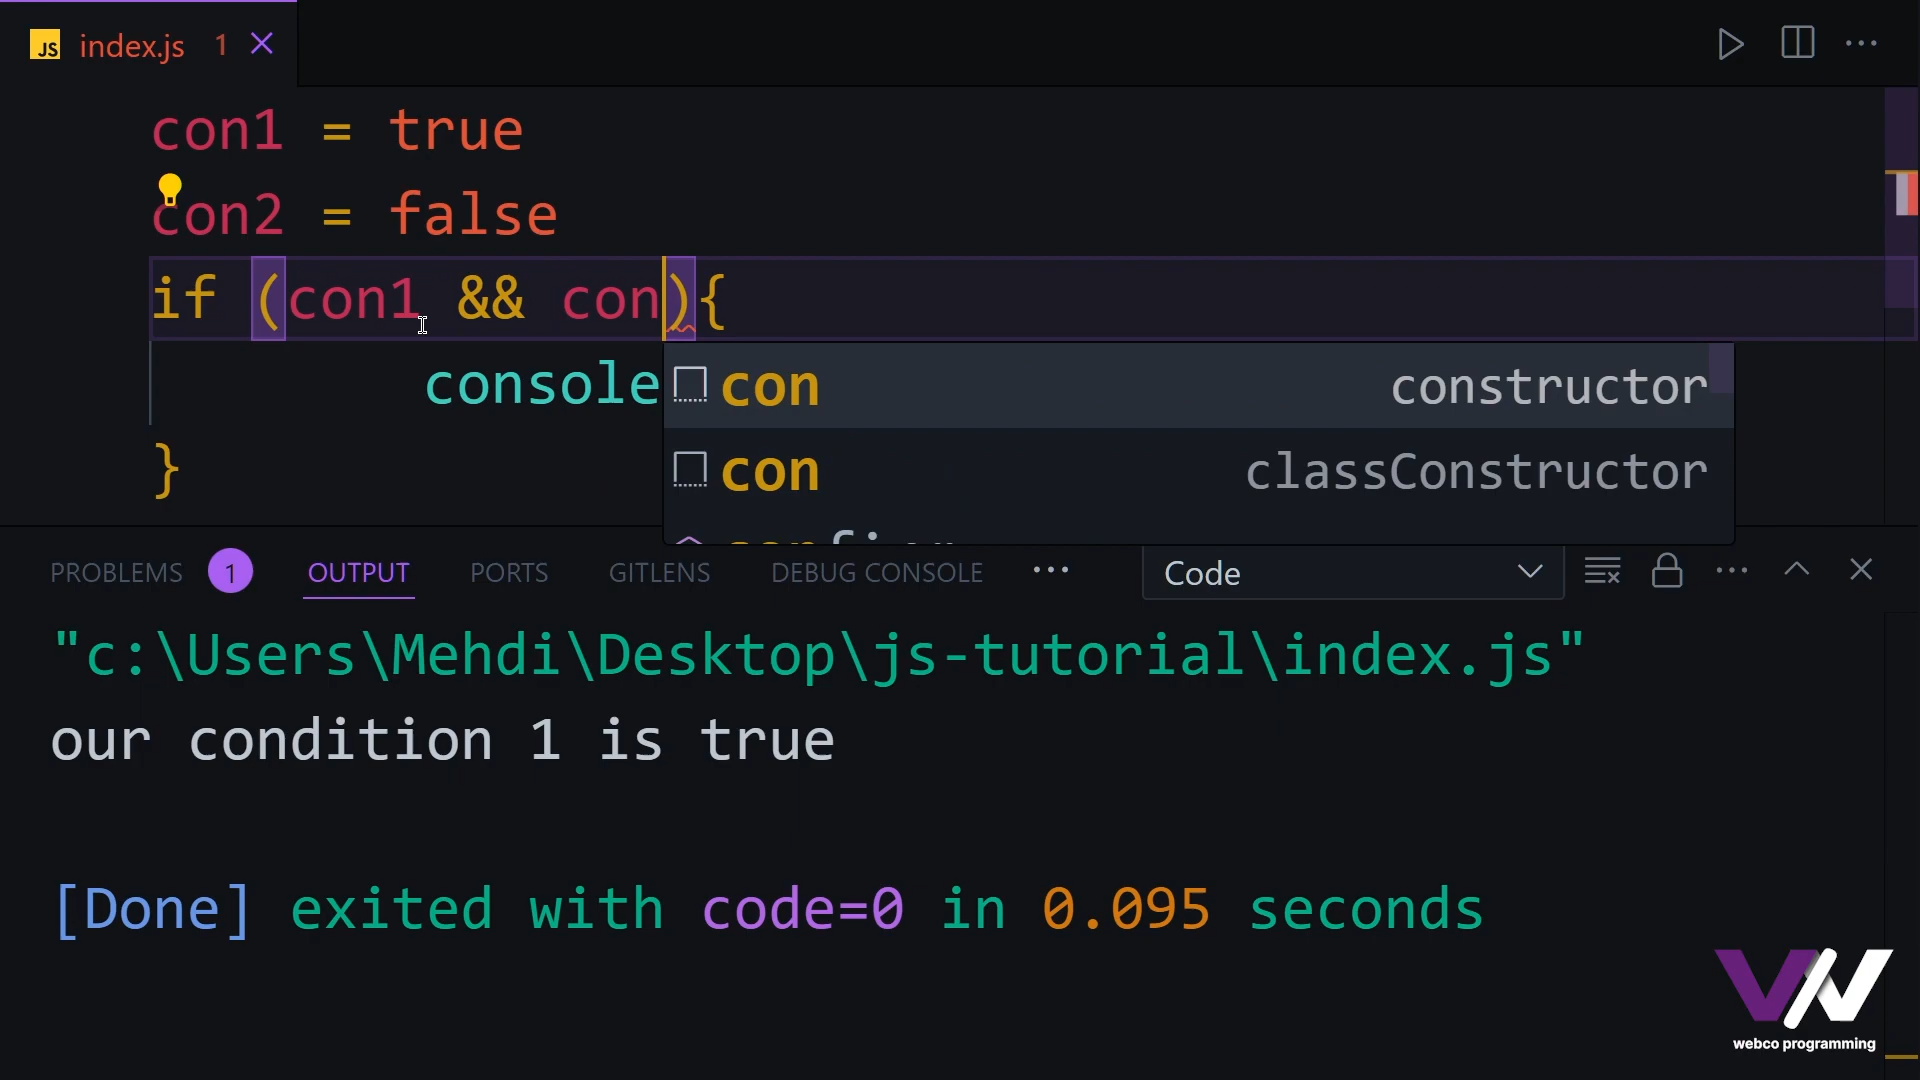 JS index.js 1
con1 = true
con2 = false
if (con1 && con){
console
con constructor
con classConstructor
}
PROBLEMS 1 OUTPUT PORTS GITLENS DEBUG CONSOLE Code
"c:\Users\Mehdi\Desktop\js-tutorial\index.js"
our condition 1 is true
[Done] exited with code=0 in 0.095 seconds
webco programming